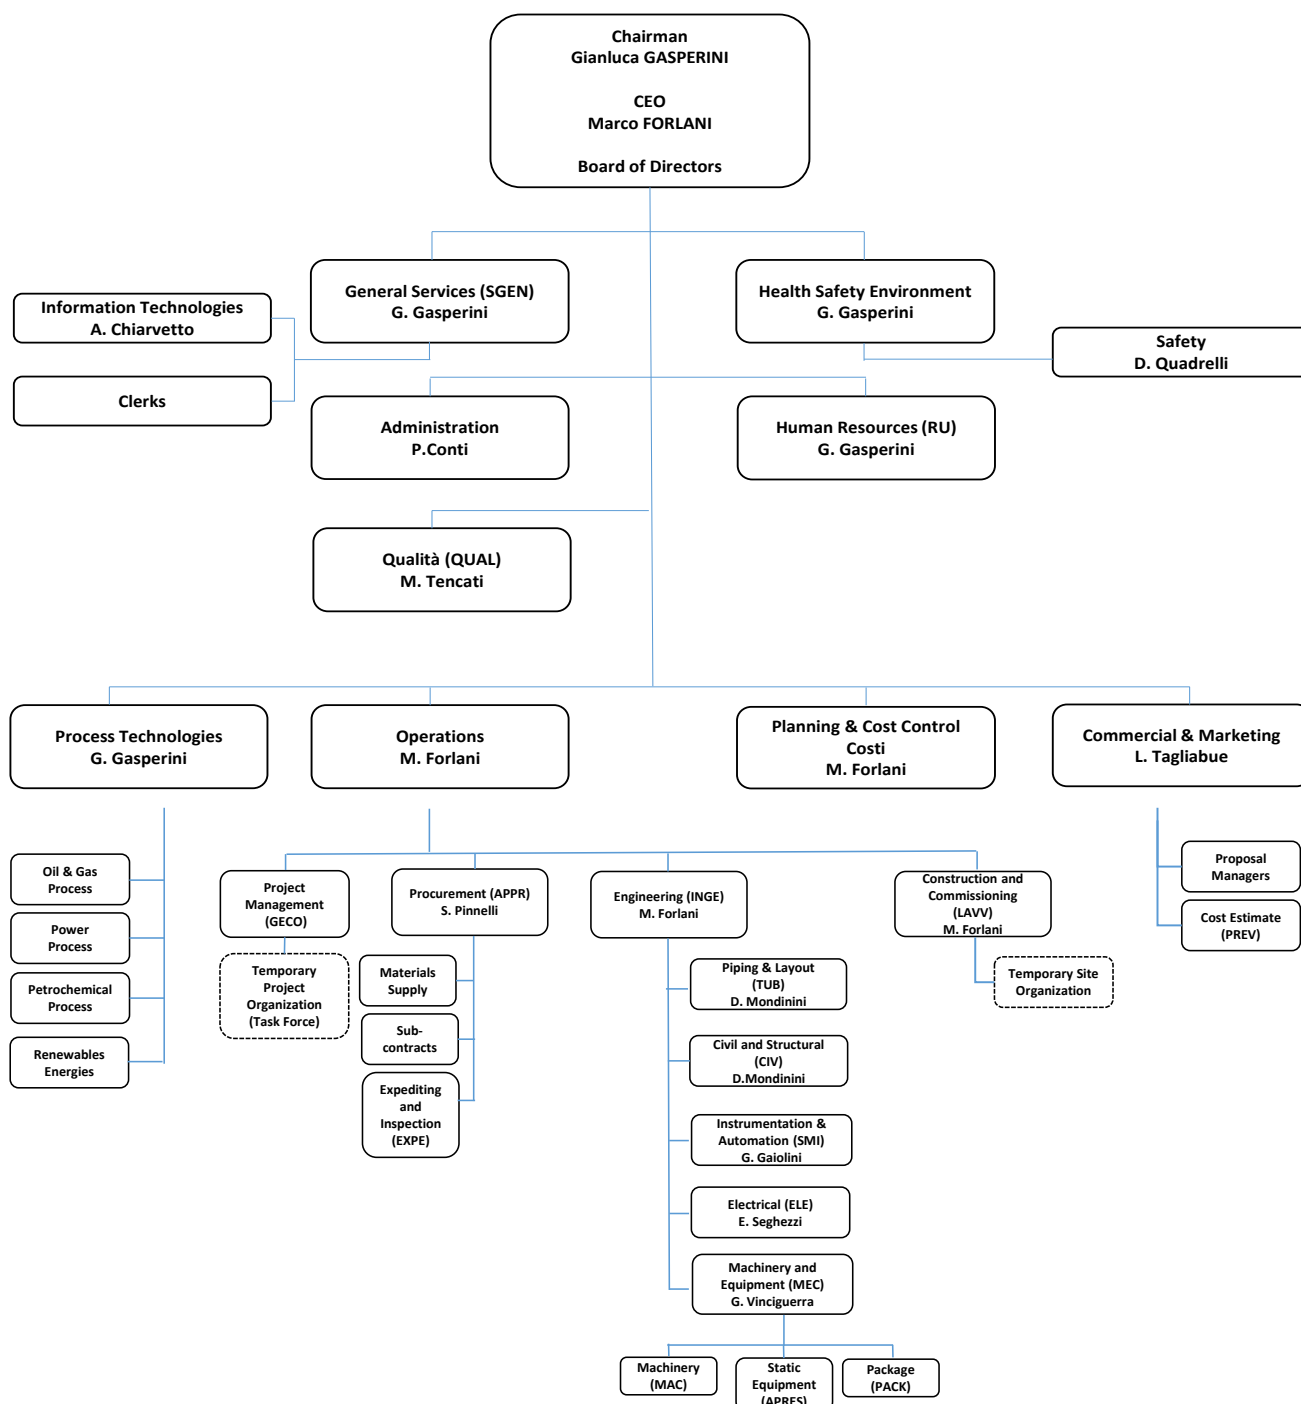 Chairman
Gianluca GASPERINI
CEO
Marco FORLANI
Board of Directors
General Services (SGEN)
G. Gasperini
Health Safety Environment
G. Gasperini
Information Technologies
A. Chiarvetto
Safety
D. Quadrelli
Clerks
Administration
P.Conti
Human Resources (RU)
G. Gasperini
Qualità (QUAL)
M. Tencati
Process Technologies
G. Gasperini
Operations
M. Forlani
Planning & Cost Control
Costi
M. Forlani
Commercial & Marketing
L. Tagliabue
Oil & Gas
Process
Power
Process
Petrochemical
Process
Renewables
Energies
Project
Management
(GECO)
Temporary
Project
Organization
(Task Force)
Procurement (APPR)
S. Pinnelli
Materials
Supply
Sub-
contracts
Expediting
and
Inspection
(EXPE)
Engineering (INGE)
M. Forlani
Piping & Layout
(TUB)
D. Mondinini
Civil and Structural
(CIV)
D.Mondinini
Instrumentation &
Automation (SMI)
G. Gaiolini
Electrical (ELE)
E. Seghezzi
Machinery and
Equipment (MEC)
G. Vinciguerra
Machinery
(MAC)
Static
Equipment
(APRES)
Package
(PACK)
Construction and
Commissioning
(LAVV)
M. Forlani
Temporary Site
Organization
Proposal
Managers
Cost Estimate
(PREV)